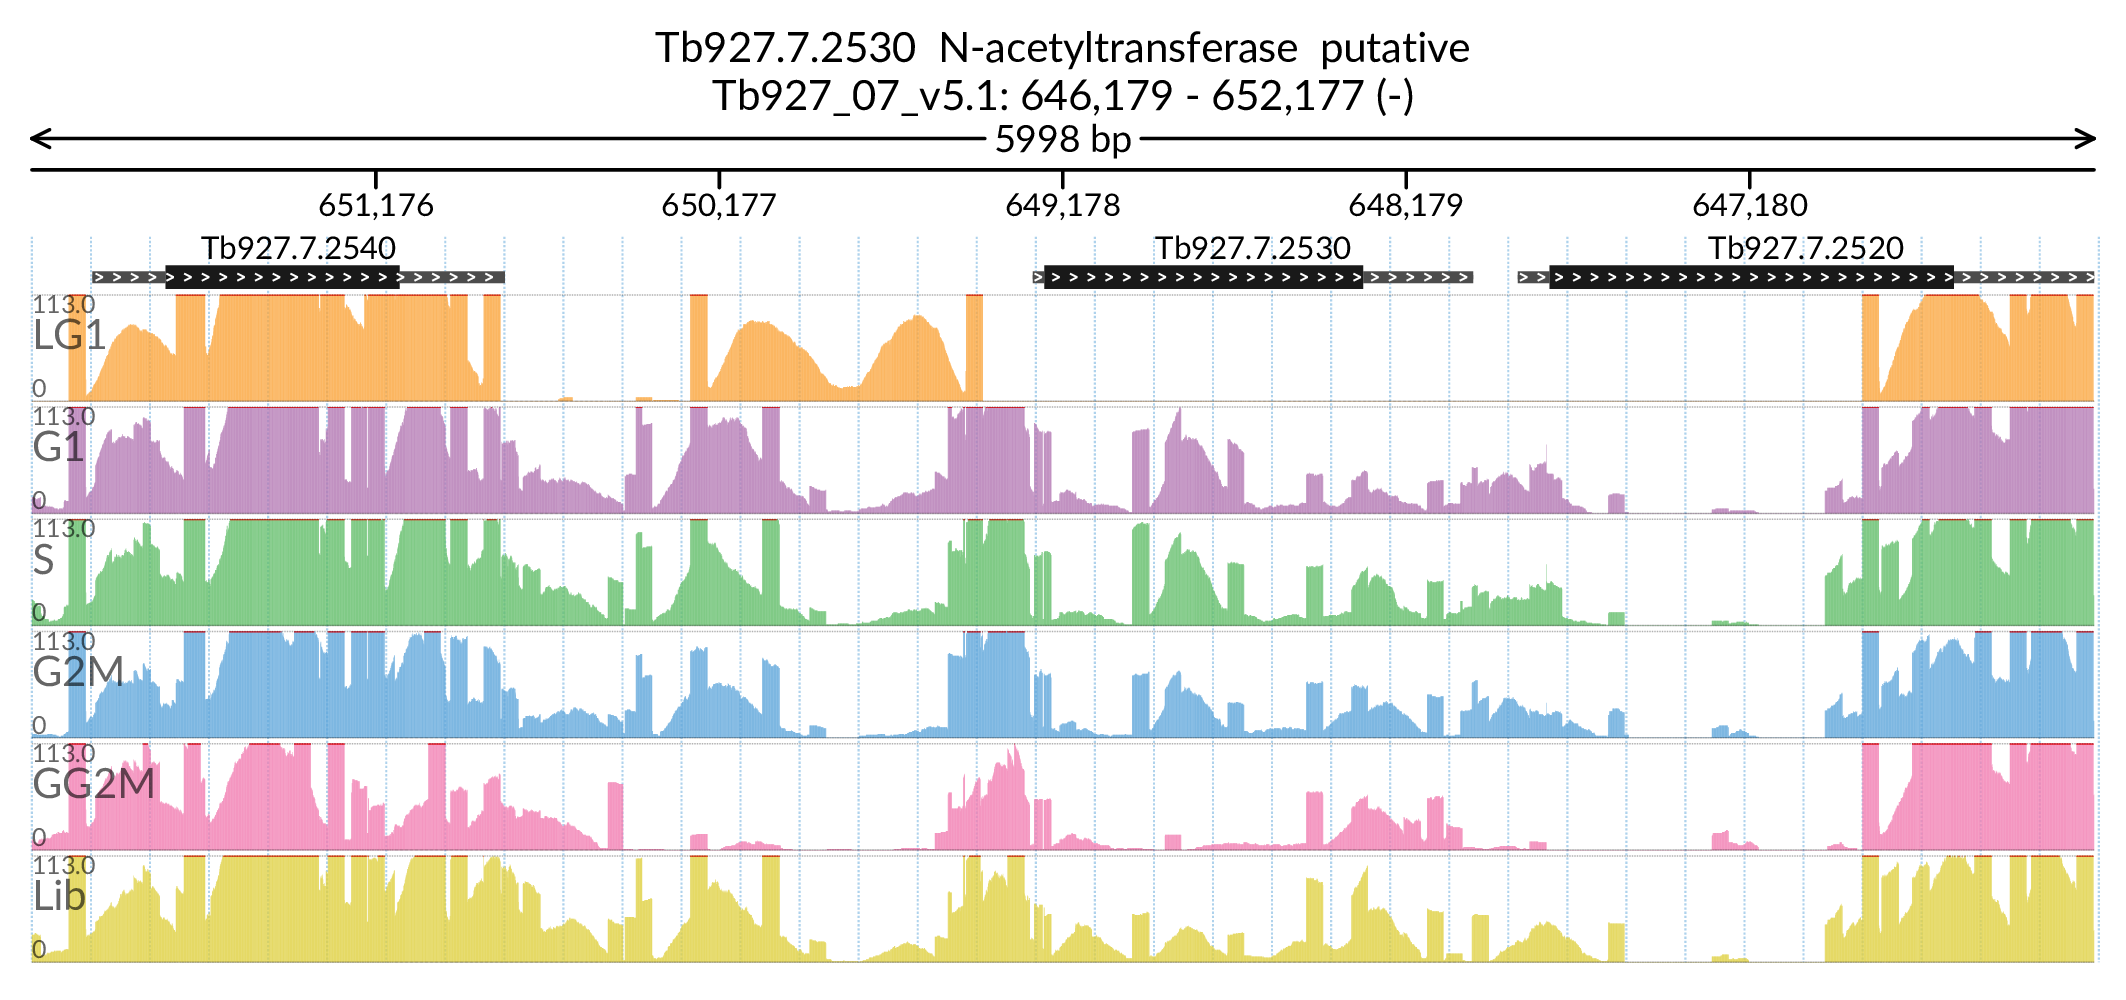 Tb927.7.2530 N-acetyltransferase putative
Tb927_07_v5.1: 646,179 - 652,177 (-)
5998 bp
651,176 650,177 649,178 648,179 647,180
Tb927.7.2540 Tb927.7.2530 Tb927.7.2520
113.0
LG1
0
113.0
G1
0
113.0
S
0
113.0
G2M
0
113.0
GG2M
0
113.0
Lib
0